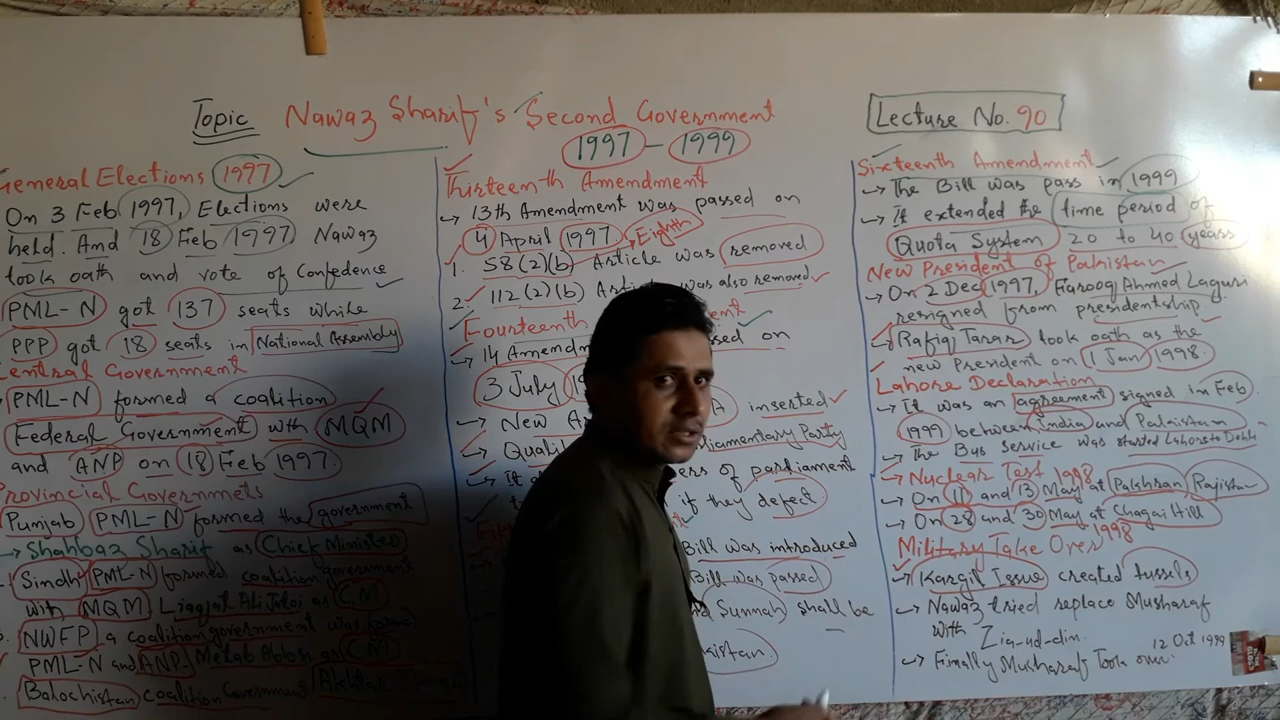 Topic Nawaz Sharif's Second Government
1997 - 1999
Lecture No. 90
General Elections 1997
On 3 Feb 1997, Elections were
held. And 18 Feb 1997 Nawaz
took oath and vote of Confedence
PML-N got 137 seats while
PPP got 18 seats in National Assembly
Central Government
PML-N formed a coalition
Federal Government with MQM
and ANP on 18 Feb 1997.
Provincial Governmets
Punjab PML-N formed the government
→ Shahbaz Sharif as Chief Minister
Sindh PML-N formed coalition government
with MQM Liaqat Ali Jatoi as C.M
NWFP a coalition government was
PML-N and ANP. Metab Abbas as C.M
Balochistan coalition Government Akhtar
Thirteenth Amendment
→ 13th Amendment was passed on
4 April 1997 Eighth
1. 58(2)(b) Article was removed
2. 112(2)(b) was also removed
Fourteenth
→ 14 on
3 July
→ New inserted
→ Parliamentary Party
→ It of parliament
if they defect
Bill was introduced
Bill was passed
Sunnah shall be
Sixteenth Amendment
→ The Bill was pass in 1999
→ It extended the time period of
Quota System 20 to 40 years
New President of Pakistan
→ On 2 Dec 1997, Farooq Ahmed Lagari
resigned from presidentship.
→ Rafiq Tarar took oath as the
new President on 1 Jan 1998.
Lahore Declaration
→ It was an agreement signed in Feb
1999 between India and Pakistan
→ The Bus service was started Lahore to Dehli
→ Nuclear Test 1998
→ On 11 and 13 May at Pakhran Rajistan
→ On 28 and 30 May at Chagai Hill
1998
Military Take Over
→ Kargil Issue created tussels
→ Nawaz tried replace Musharaf
with Zia-ud-din.
→ Finally Musharaf Took over. 12 Oct 1999